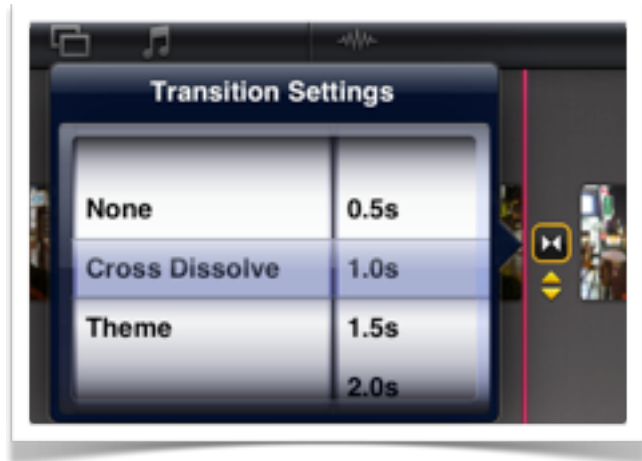 Transition Settings
None 0.5s
Cross Dissolve 1.0s
Theme 1.5s
2.0s